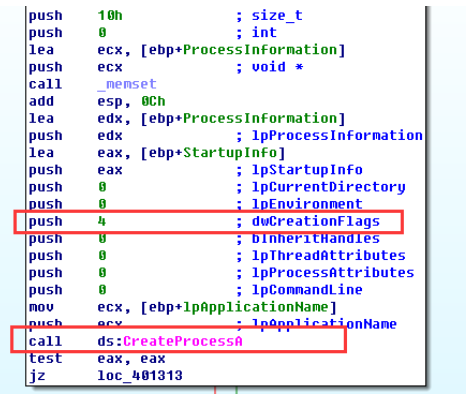 push 10h ; size_t
push 0 ; int
lea ecx, [ebp+ProcessInformation]
push ecx ; void *
call _memset
add esp, 0Ch
lea edx, [ebp+ProcessInformation]
push edx ; lpProcessInformation
lea eax, [ebp+StartupInfo]
push eax ; lpStartupInfo
push 0 ; lpCurrentDirectory
push 0 ; lpEnvironment
push 4 ; dwCreationFlags
push 0 ; bInheritHandles
push 0 ; lpThreadAttributes
push 0 ; lpProcessAttributes
push 0 ; lpCommandLine
mov ecx, [ebp+lpApplicationName]
push ecx ; lpApplicationName
call ds:CreateProcessA
test eax, eax
jz loc_401313